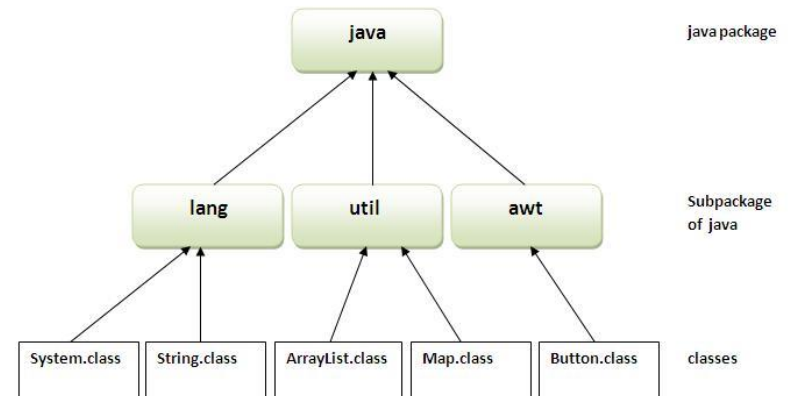 java
java package
lang
util
awt
Subpackage
of java
System.class
String.class
ArrayList.class
Map.class
Button.class
classes